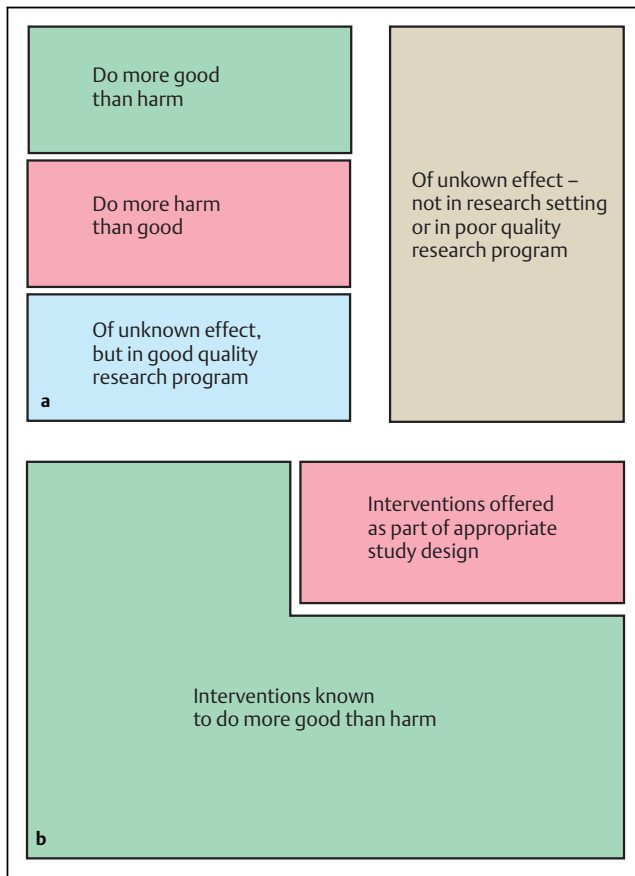 Do more good
than harm
Do more harm
than good
Of unknown effect,
but in good quality
research program
a
Of unkown effect –
not in research setting
or in poor quality
research program
Interventions offered
as part of appropriate
study design
Interventions known
to do more good than harm
b